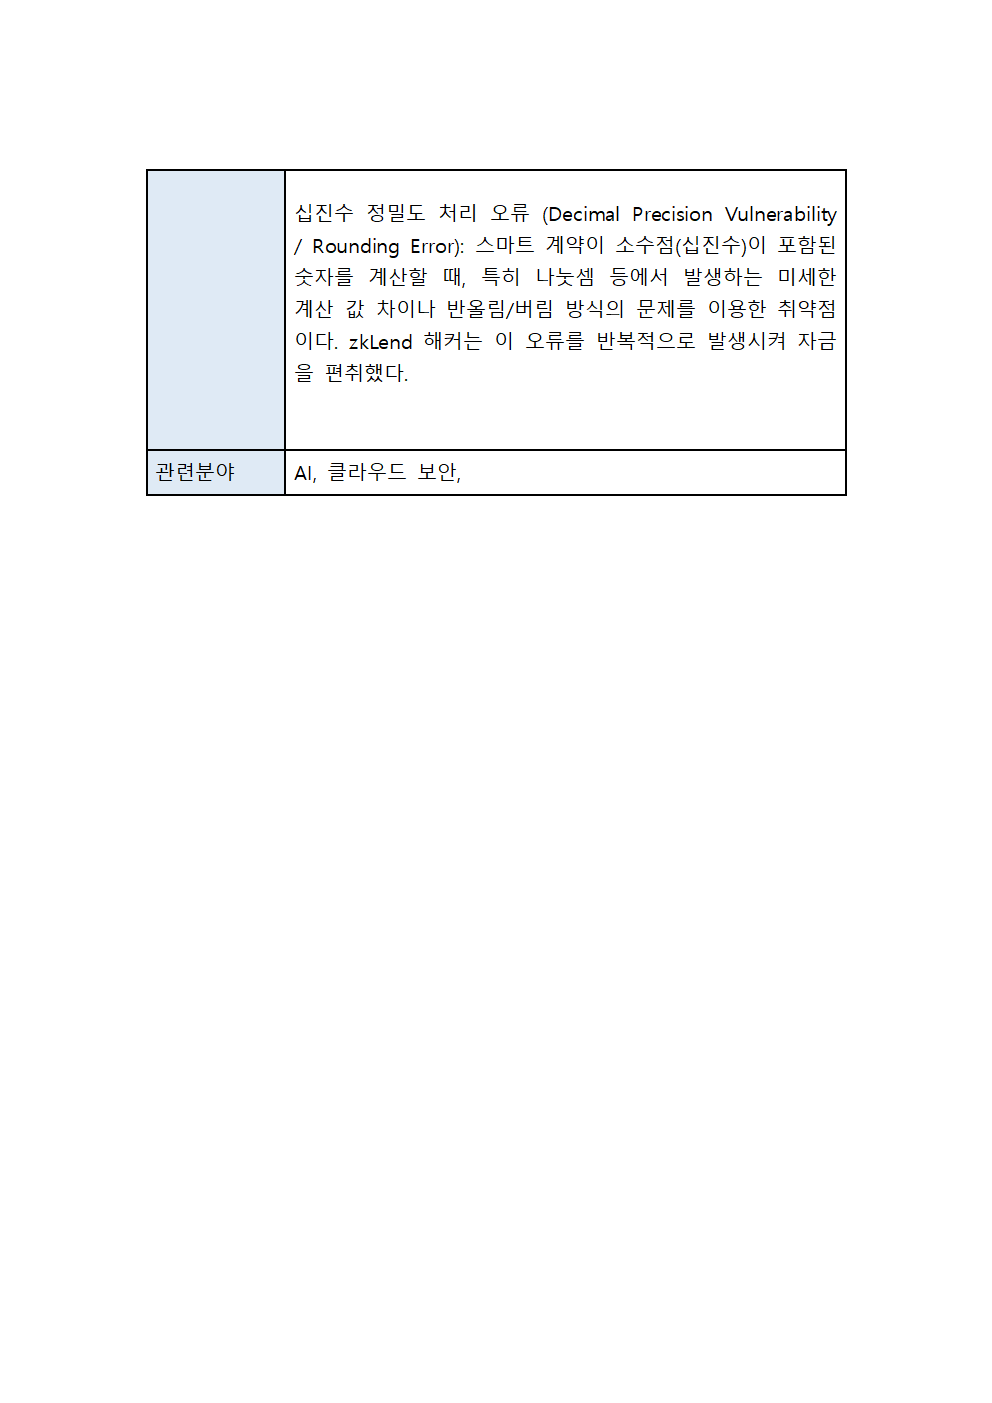 십진수 정밀도 처리 오류 (Decimal Precision Vulnerability
/ Rounding Error): 스마트 계약이 소수점(십진수)이 포함된
숫자를 계산할 때, 특히 나눗셈 등에서 발생하는 미세한
계산 값 차이나 반올림/버림 방식의 문제를 이용한 취약점
이다. zkLend 해커는 이 오류를 반복적으로 발생시켜 자금
을 편취했다.
관련분야 AI, 클라우드 보안,